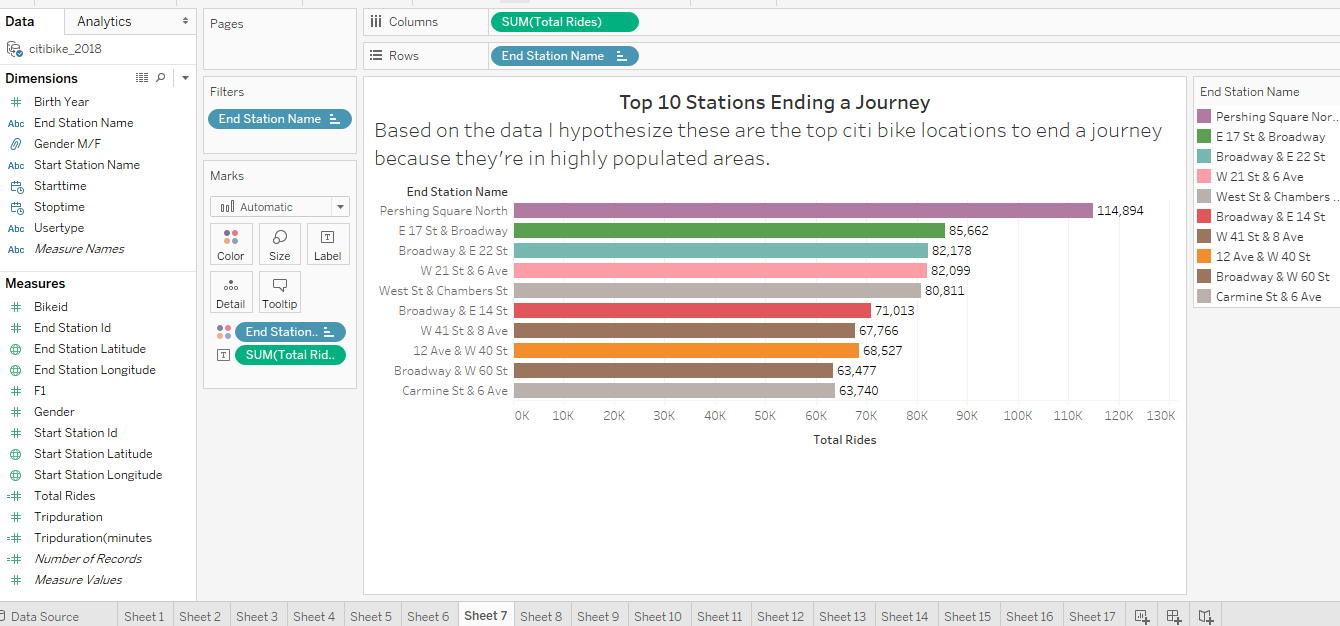 Data
Analytics
citibike_2018
Dimensions
# Birth Year
Abc End Station Name
Gender M/F
Abc Start Station Name
Starttime
Stoptime
Abc Usertype
Abc Measure Names
Measures
# Bikeid
# End Station Id
End Station Latitude
End Station Longitude
# F1
# Gender
# Start Station Id
Start Station Latitude
Start Station Longitude
=# Total Rides
# Tripduration
=# Tripduration(minutes
=# Number of Records
# Measure Values
Pages
Filters
End Station Name
Marks
Automatic
Color
Size
T
Label
Detail
Tooltip
End Station..
T SUM(Total Rid..
Columns
SUM(Total Rides)
Rows
End Station Name
Top 10 Stations Ending a Journey
Based on the data I hypothesize these are the top citi bike locations to end a journey
because they're in highly populated areas.
End Station Name
Pershing Square North 114,894
E 17 St & Broadway 85,662
Broadway & E 22 St 82,178
W 21 St & 6 Ave 82,099
West St & Chambers St 80,811
Broadway & E 14 St 71,013
W 41 St & 8 Ave 67,766
12 Ave & W 40 St 68,527
Broadway & W 60 St 63,477
Carmine St & 6 Ave 63,740
0K 10K 20K 30K 40K 50K 60K 70K 80K 90K 100K 110K 120K 130K
Total Rides
End Station Name
Pershing Square Nor..
E 17 St & Broadway
Broadway & E 22 St
W 21 St & 6 Ave
West St & Chambers ..
Broadway & E 14 St
W 41 St & 8 Ave
12 Ave & W 40 St
Broadway & W 60 St
Carmine St & 6 Ave
Data Source
Sheet 1
Sheet 2
Sheet 3
Sheet 4
Sheet 5
Sheet 6
Sheet 7
Sheet 8
Sheet 9
Sheet 10
Sheet 11
Sheet 12
Sheet 13
Sheet 14
Sheet 15
Sheet 16
Sheet 17